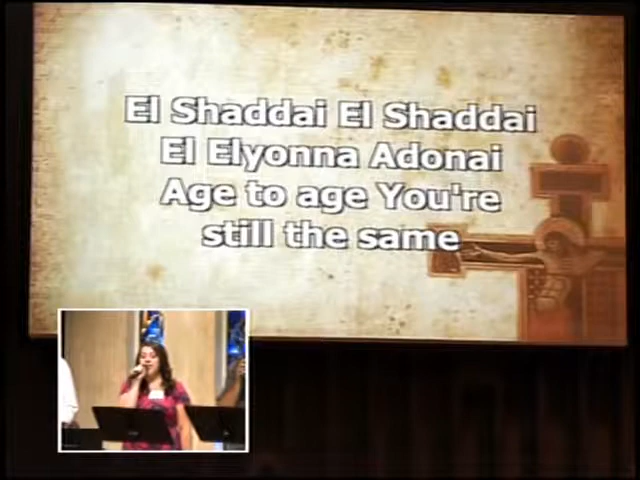 El Shaddai El Shaddai
El Elyonna Adonai
Age to age You're
still the same